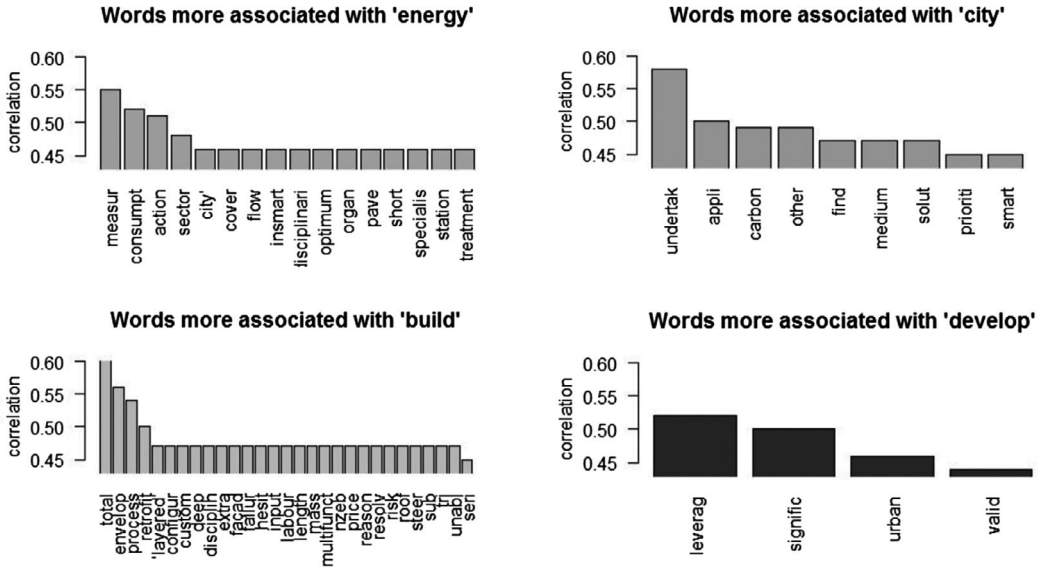 Words more associated with 'energy'
correlation
0.60
0.55
0.50
0.45
measur
consumpt
action
sector
city'
cover
flow
insmart
disciplinari
optimum
organ
pave
short
specialis
station
treatment
Words more associated with 'city'
correlation
0.60
0.55
0.50
0.45
undertak
appli
carbon
other
find
medium
solut
prioriti
smart
Words more associated with 'build'
correlation
0.60
0.55
0.50
0.45
total
envelop
process
retrofit
'layered'
configur
custom
deep
disciplin
extra
facad
failur
hesit
input
labour
length
mass
multifunct
nzeb
price
reason
resolv
risk
roof
steer
sub
tri
unabl
seri
Words more associated with 'develop'
correlation
0.60
0.55
0.50
0.45
leverag
signific
urban
valid